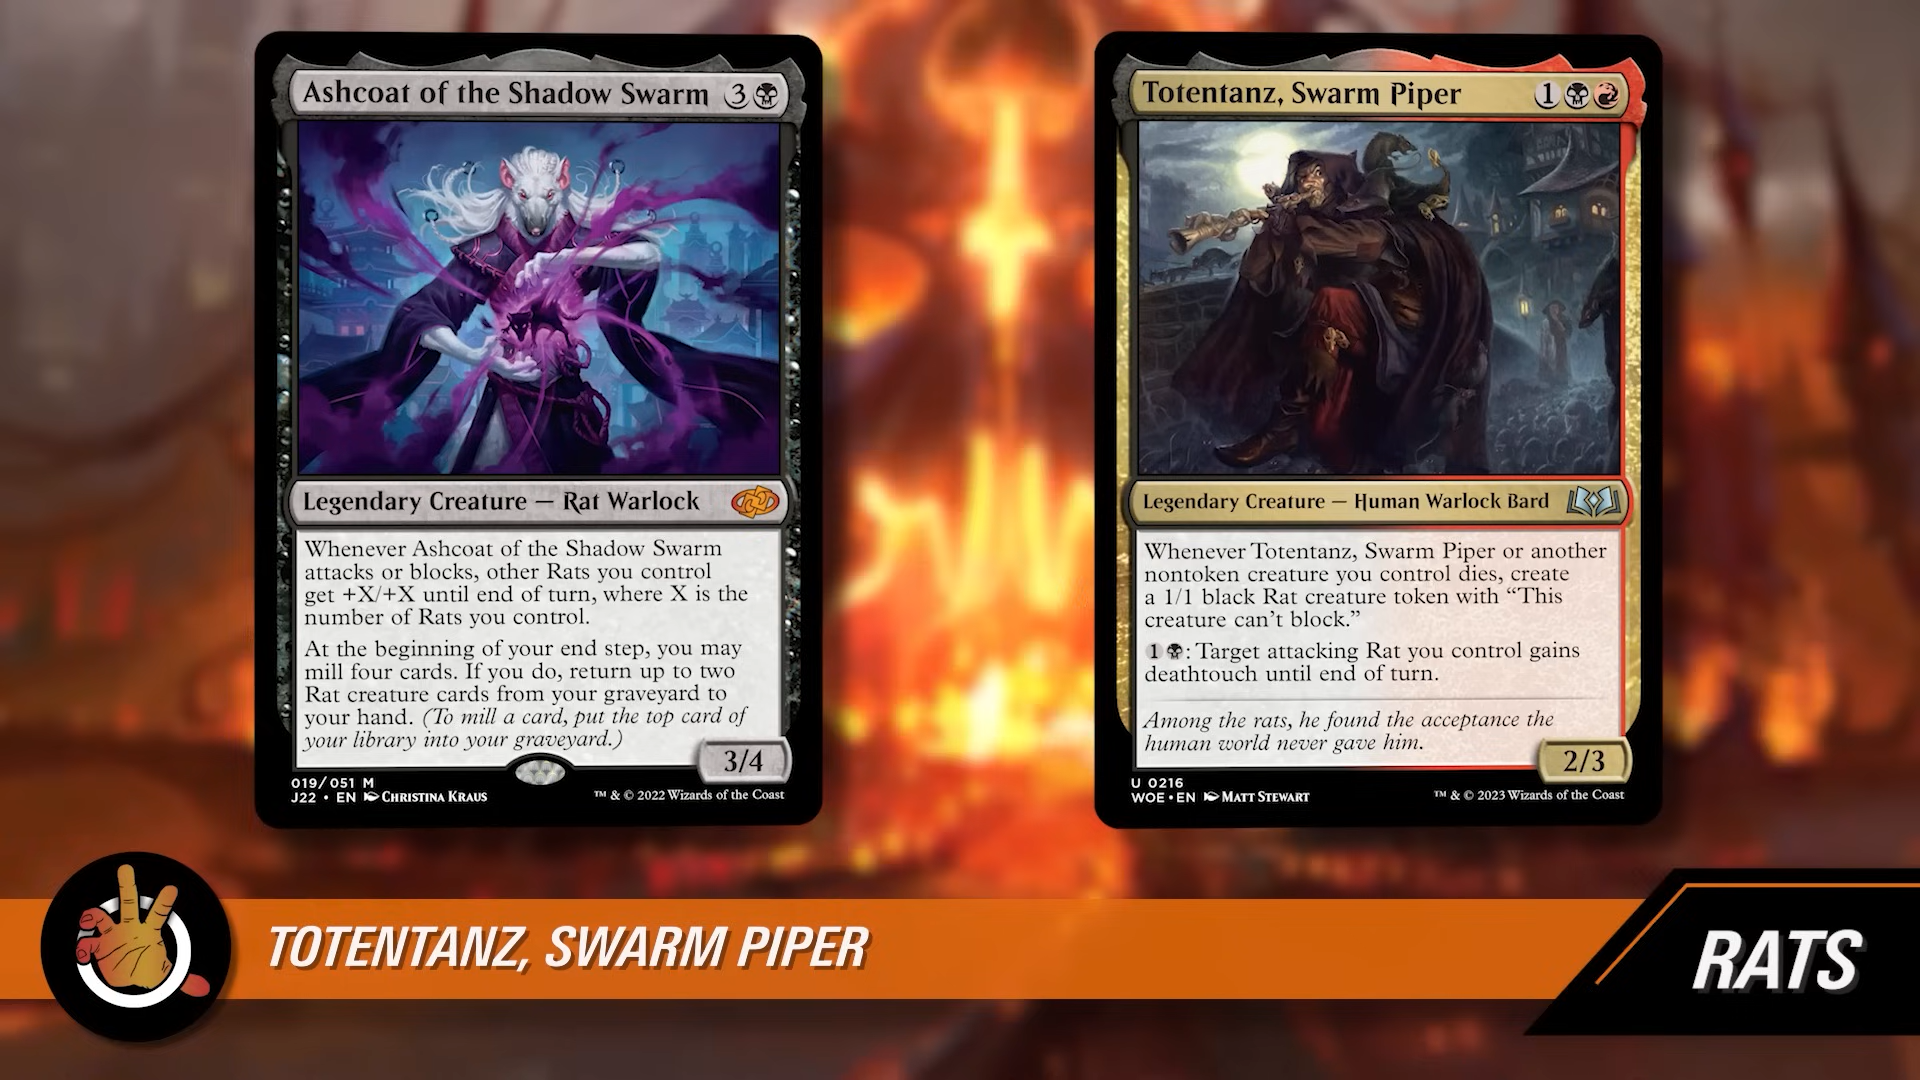 Ashcoat of the Shadow Swarm 3
Legendary Creature — Rat Warlock
Whenever Ashcoat of the Shadow Swarm
attacks or blocks, other Rats you control
get +X/+X until end of turn, where X is the
number of Rats you control.
At the beginning of your end step, you may
mill four cards. If you do, return up to two
Rat creature cards from your graveyard to
your hand. (To mill a card, put the top card of
your library into your graveyard.)
3/4
019/051 M
J22 • EN Christina Kraus
™ & © 2022 Wizards of the Coast
Totentanz, Swarm Piper 1
Legendary Creature — Human Warlock Bard
Whenever Totentanz, Swarm Piper or another
nontoken creature you control dies, create
a 1/1 black Rat creature token with “This
creature can’t block.”
1 : Target attacking Rat you control gains
deathtouch until end of turn.
Among the rats, he found the acceptance the
human world never gave him.
2/3
U 0216
WOE • EN Matt Stewart
™ & © 2023 Wizards of the Coast
TOTENTANZ, SWARM PIPER
RATS